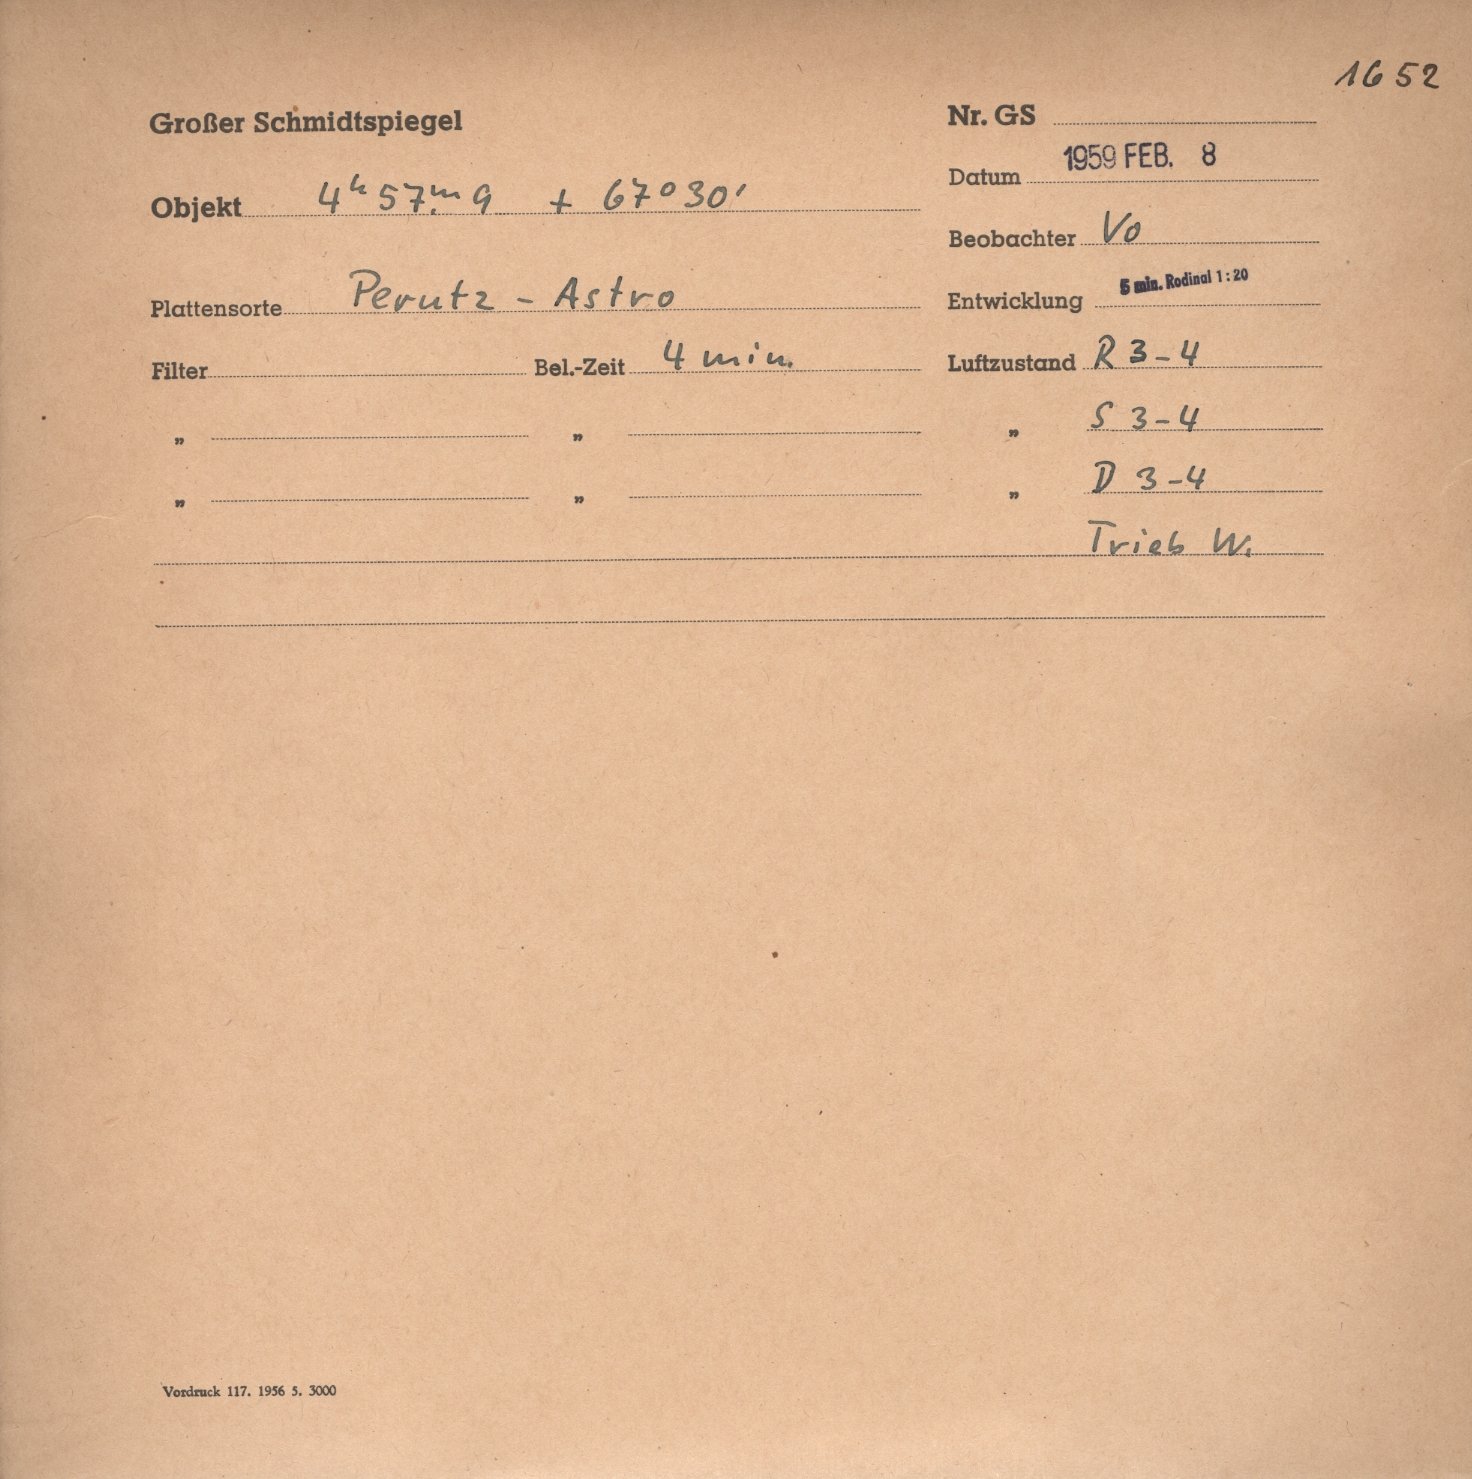 1652
Großer Schmidtspiegel
Nr. GS
Datum 1959 FEB. 8
Objekt 4h 57m.9 + 67° 30'
Beobachter Vo
Plattensorte Perutz - Astro
Entwicklung 5 min. Rodinal 1 : 20
Filter Bel.-Zeit 4 min. Luftzustand R 3-4
„ „ „ S 3-4
„ „ „ D 3-4
Trieb W.
Vordruck 117. 1956 5. 3000